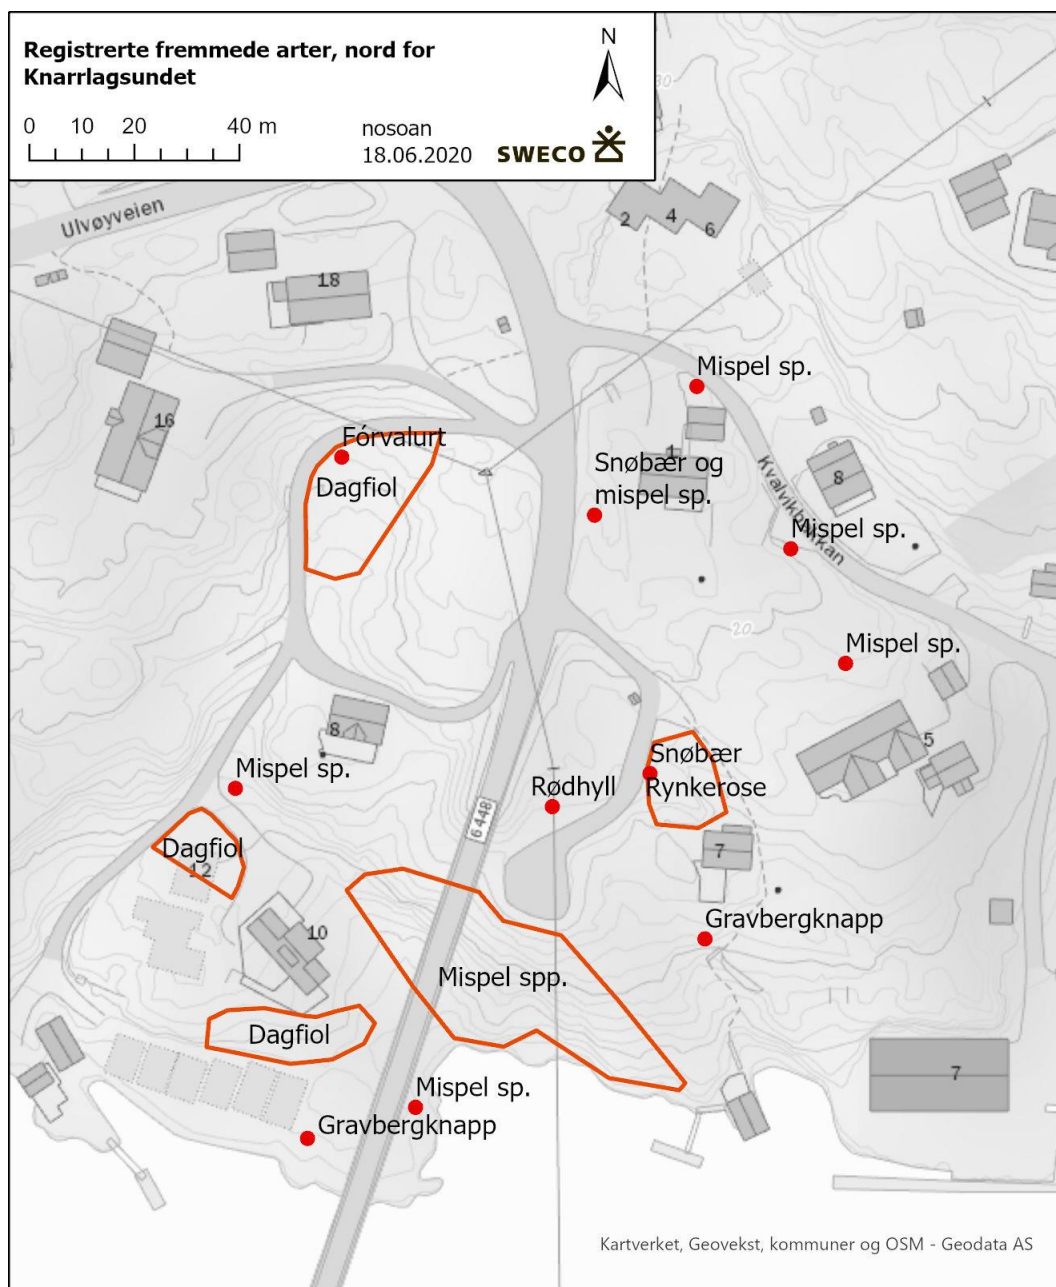 Registrerte fremmede arter, nord for
Knarrlagsundet
N
0 10 20 40 m
nosoan
18.06.2020
SWECO
30
Ulvøyveien
2
4
6
18
16
Mispel sp.
Fórvalurt
Dagfiol
Snøbær og
mispel sp.
1
8
Kvalvikbakkan
Mispel sp.
20
Mispel sp.
8
5
Mispel sp.
Snøbær
Rynkerose
Rødhyll
6448
Dagfiol
12
7
10
Gravbergknapp
Mispel spp.
Dagfiol
7
Mispel sp.
Gravbergknapp
Kartverket, Geovekst, kommuner og OSM - Geodata AS